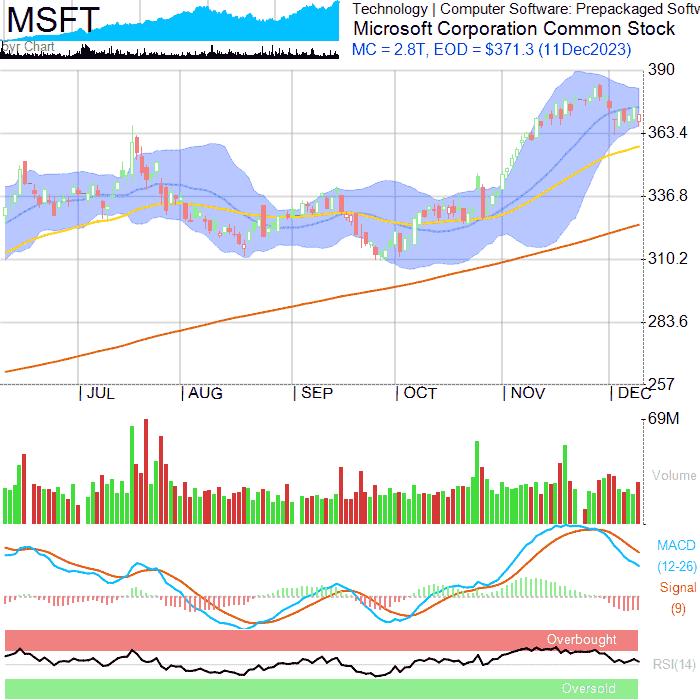 MSFT
Technology | Computer Software: Prepackaged Softw
Microsoft Corporation Common Stock
MC = 2.8T, EOD = $371.3 (11Dec2023)
Chart
390
363.4
336.8
310.2
283.6
257
JUL AUG SEP OCT NOV DEC
69M
Volume
MACD
(12-26)
Signal
(9)
Overbought
RSI(14)
Oversold